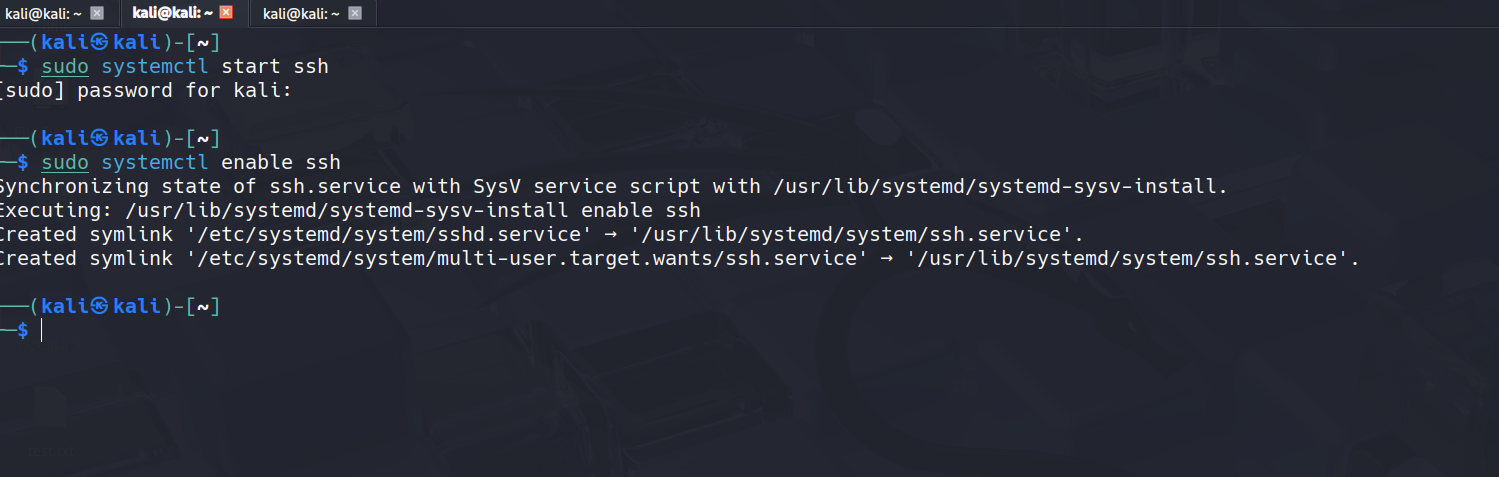 kali@kali: ~ kali@kali: ~ kali@kali: ~
──(kali㉿kali)-[~]
─$ sudo systemctl start ssh
[sudo] password for kali:
──(kali㉿kali)-[~]
─$ sudo systemctl enable ssh
Synchronizing state of ssh.service with SysV service script with /usr/lib/systemd/systemd-sysv-install.
Executing: /usr/lib/systemd/systemd-sysv-install enable ssh
Created symlink '/etc/systemd/system/sshd.service' → '/usr/lib/systemd/system/ssh.service'.
Created symlink '/etc/systemd/system/multi-user.target.wants/ssh.service' → '/usr/lib/systemd/system/ssh.service'.
──(kali㉿kali)-[~]
─$